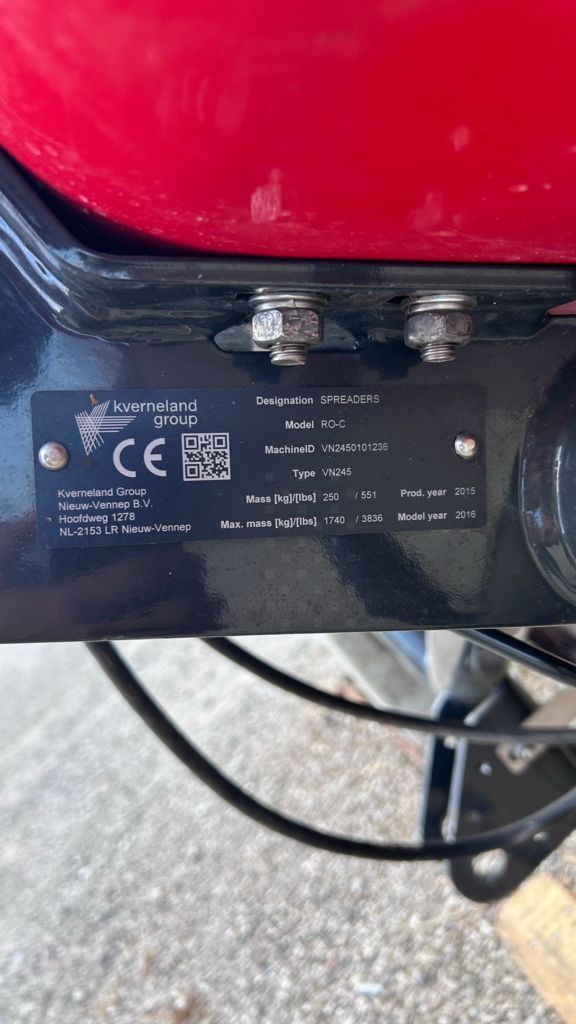 kverneland
group
CE
Kverneland Group
Nieuw-Vennep B.V.
Hoofdweg 1278
NL-2153 LR Nieuw-Vennep
Designation SPREADERS
Model RO-C
MachineID VN2450101236
Type VN245
Mass [kg]/[lbs] 250 / 551 Prod. year 2015
Max. mass [kg]/[lbs] 1740 / 3836 Model year 2016